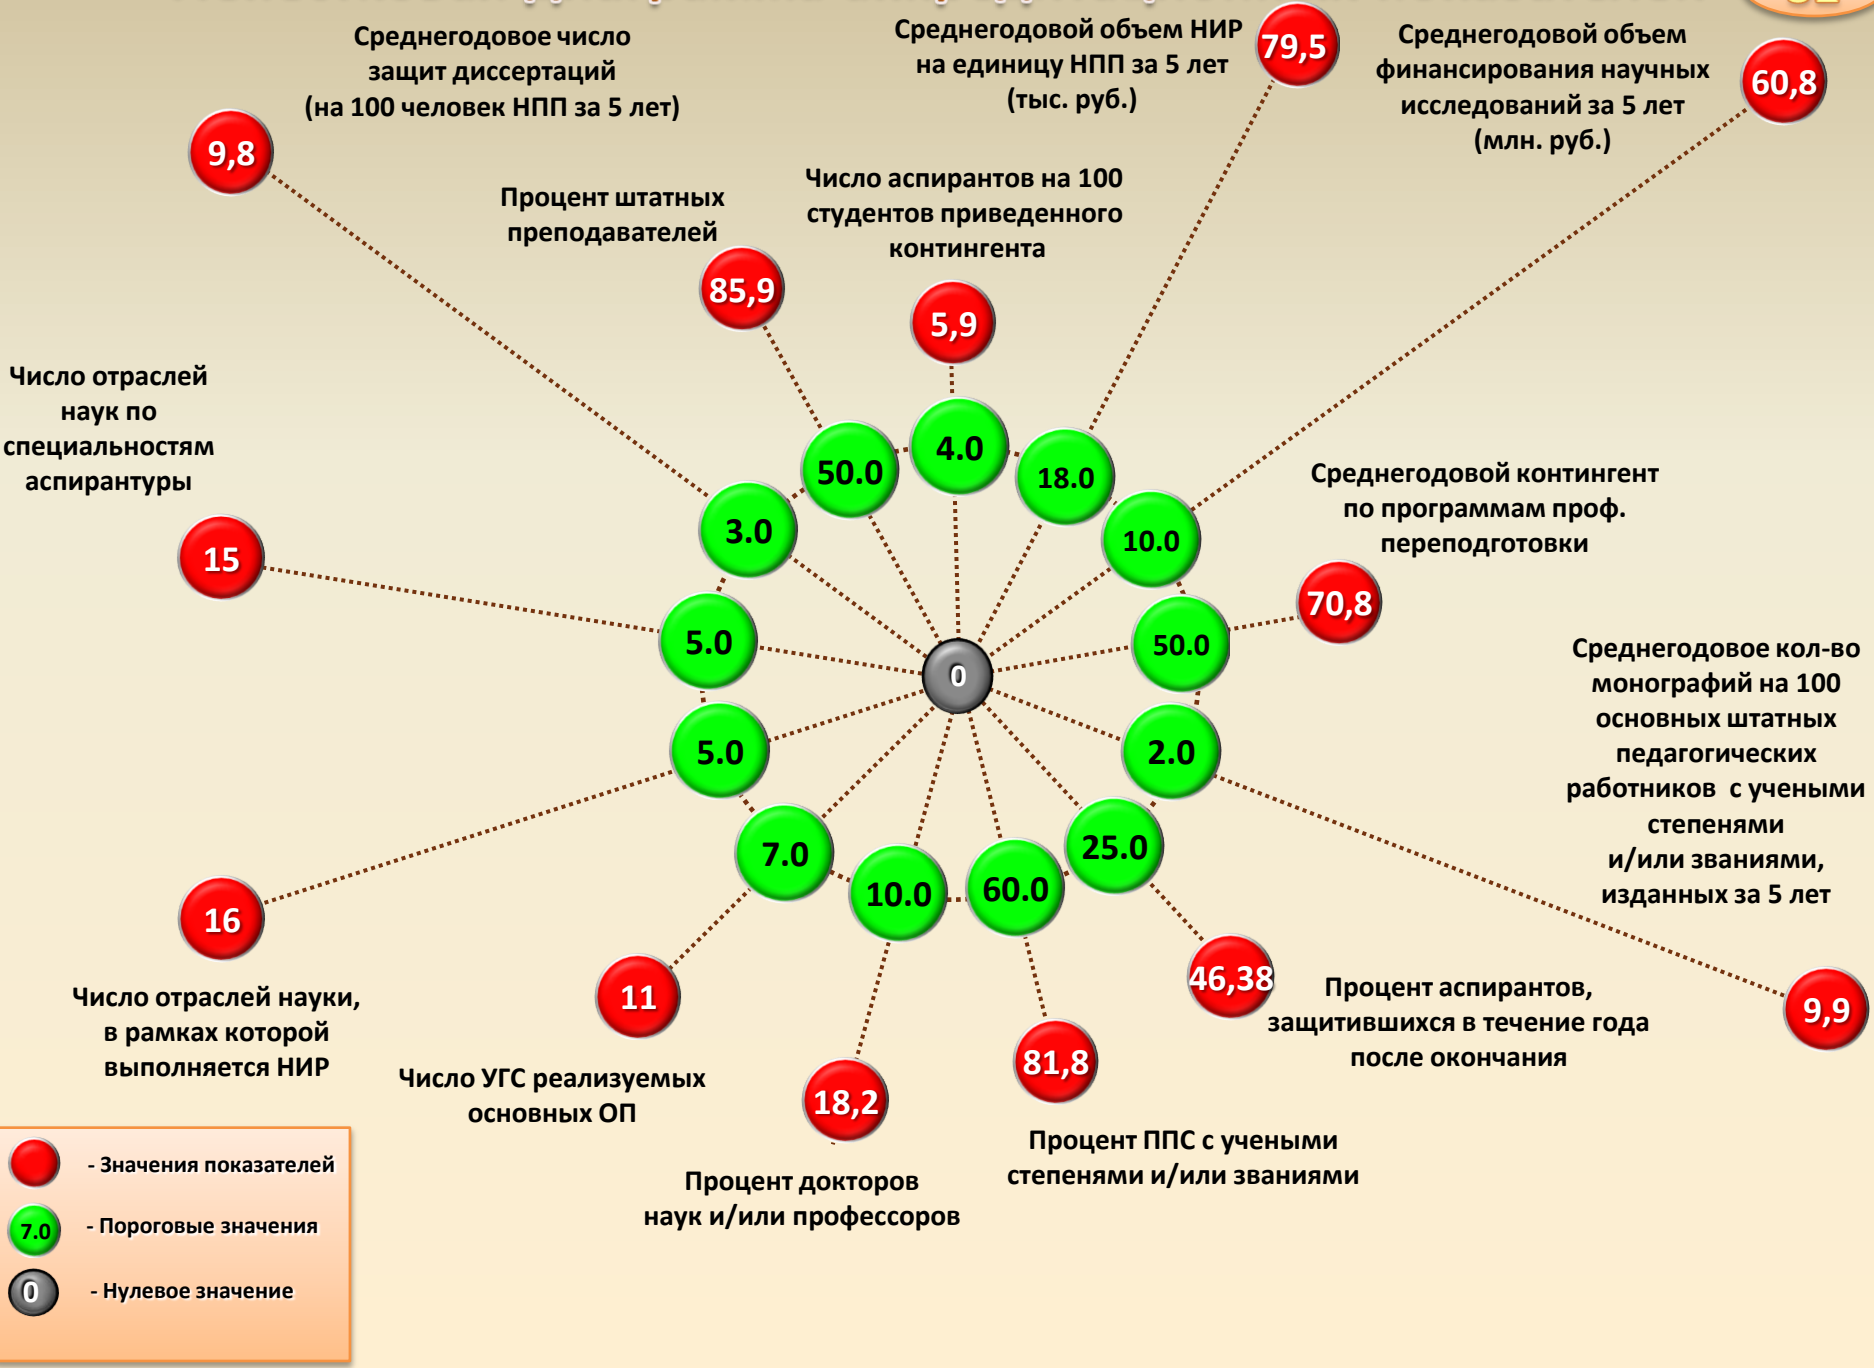 Среднегодовое число
защит диссертаций
(на 100 человек НПП за 5 лет)
9,8
Среднегодовой объем НИР
на единицу НПП за 5 лет
(тыс. руб.)
79,5
Среднегодовой объем
финансирования научных
исследований за 5 лет
(млн. руб.)
60,8
Процент штатных
преподавателей
85,9
Число аспирантов на 100
студентов приведенного
контингента
5,9
Число отраслей
наук по
специальностям
аспирантуры
15
50.0
4.0
18.0
3.0
10.0
5.0
50.0
0
5.0
2.0
7.0
25.0
10.0
60.0
Среднегодовой контингент
по программам проф.
переподготовки
70,8
Среднегодовое кол-во
монографий на 100
основных штатных
педагогических
работников с учеными
степенями
и/или званиями,
изданных за 5 лет
9,9
16
Число отраслей науки,
в рамках которой
выполняется НИР
11
Число УГС реализуемых
основных ОП
18,2
Процент докторов
наук и/или профессоров
81,8
Процент ППС с учеными
степенями и/или званиями
46,38
Процент аспирантов,
защитившихся в течение года
после окончания
- Значения показателей
7.0 - Пороговые значения
0 - Нулевое значение